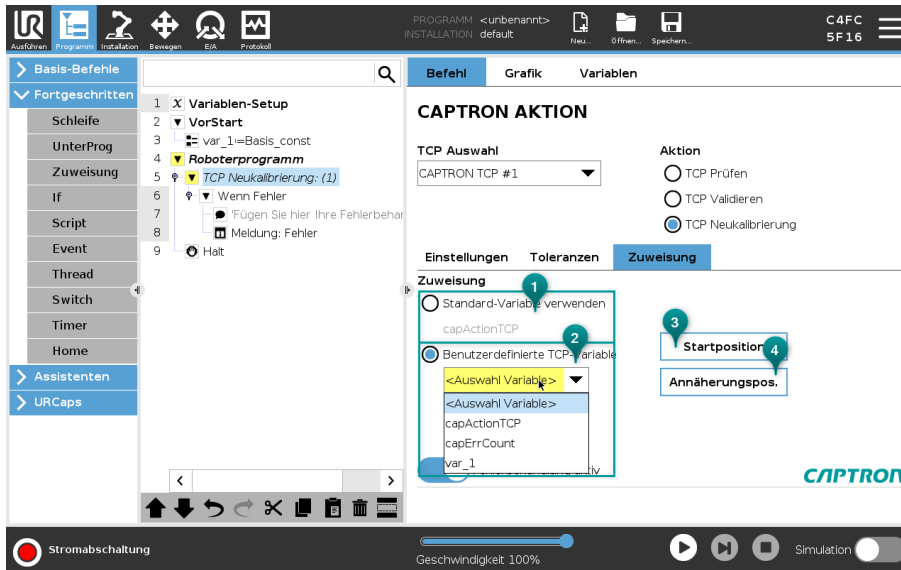 PROGRAMM <unbenannt>
INSTALLATION default
C4FC
5F16
Ausführen Programm Installation Bewegen E/A Protokoll
Neu... Öffnen... Speichern...
Basis-Befehle
Fortgeschritten
Schleife
UnterProg
Zuweisung
If
Script
Event
Thread
Switch
Timer
Home
Assistenten
URCaps
1 X Variablen-Setup
2 VorStart
3 var_1:=Basis_const
4 Roboterprogramm
5 TCP Neukalibrierung: (1)
6 Wenn Fehler
7 'Fügen Sie hier Ihre Fehlerbehar
8 Meldung: Fehler
9 Halt
Befehl Grafik Variablen
CAPTRON AKTION
TCP Auswahl
CAPTRON TCP #1
Aktion
TCP Prüfen
TCP Validieren
TCP Neukalibrierung
Einstellungen Toleranzen Zuweisung
Zuweisung
1
Standard-Variable verwenden
capActionTCP
2
Benutzerdefinierte TCP-Variable
<Auswahl Variable>
<Auswahl Variable>
capActionTCP
capErrCount
var_1
3
Startposition
4
Annäherungspos.
CAPTRON
Stromabschaltung
Geschwindigkeit 100%
Simulation